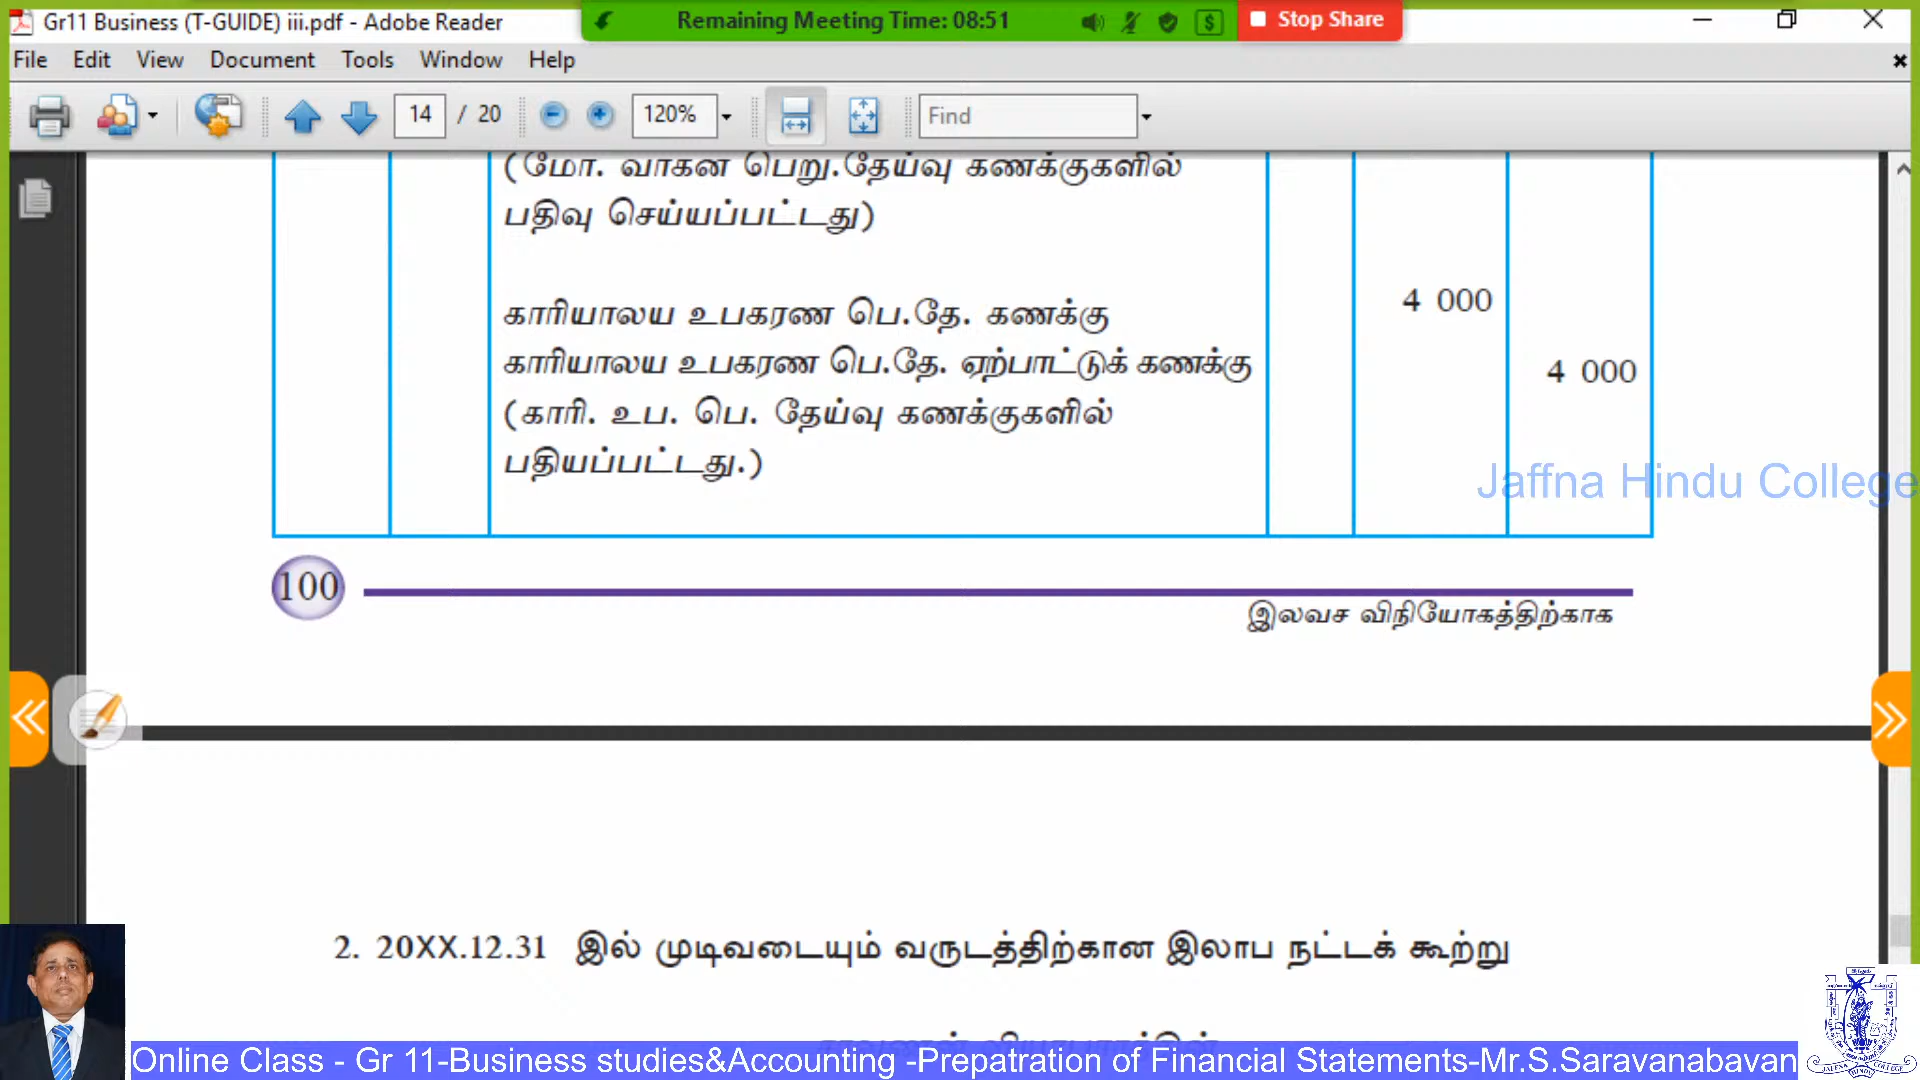 Gr11 Business (T-GUIDE) iii.pdf - Adobe Reader
Remaining Meeting Time: 08:51
Stop Share
File Edit View Document Tools Window Help
14 / 20 120% Find
(மோ. வாகன பெறு.தேய்வு கணக்குகளில்
பதிவு செய்யப்பட்டது)
காரியாலய உபகரண பெ.தே. கணக்கு 4 000
காரியாலய உபகரண பெ.தே. ஏற்பாட்டுக் கணக்கு 4 000
(காரி. உப. பெ. தேய்வு கணக்குகளில்
பதியப்பட்டது.)
Jaffna Hindu College
100
இலவச விநியோகத்திற்காக
2. 20XX.12.31 இல் முடிவடையும் வருடத்திற்கான இலாப நட்டக் கூற்று
Online Class - Gr 11-Business studies&Accounting -Prepatration of Financial Statements-Mr.S.Saravanabavan